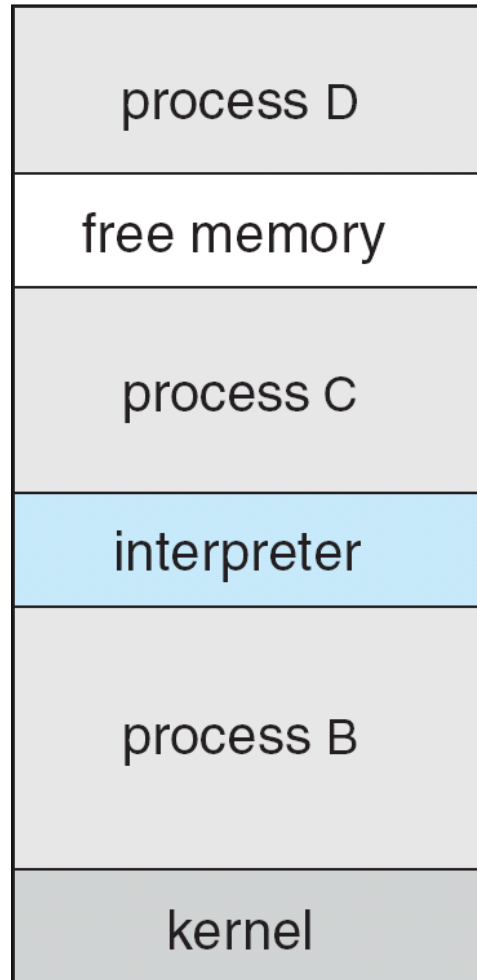 process D
free memory
process C
interpreter
process B
kernel